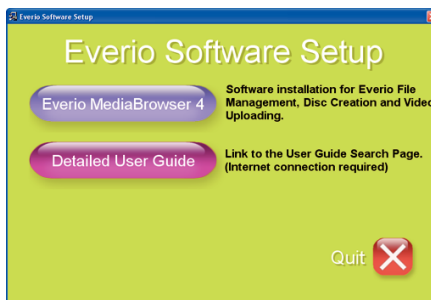 Everio Software Setup
Everio Software Setup
Everio MediaBrowser 4
Software installation for Everio File
Management, Disc Creation and Video
Uploading.
Detailed User Guide
Link to the User Guide Search Page.
(Internet connection required)
Quit